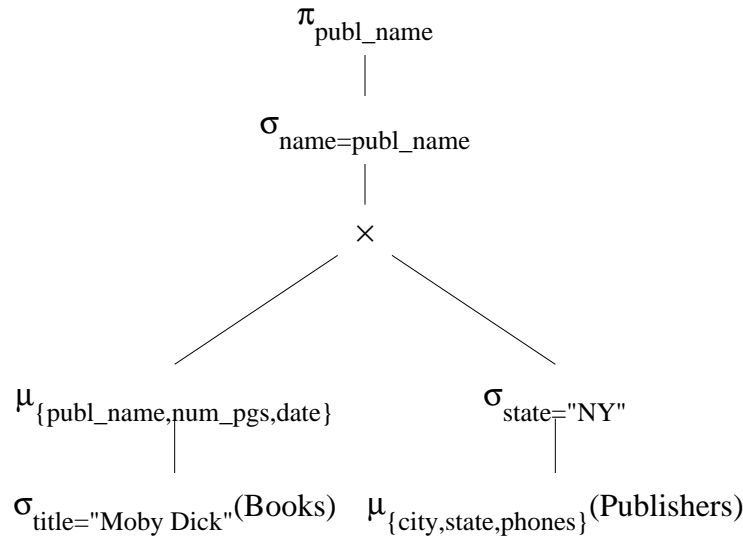 π publ_name
σ name=publ_name
×
μ {publ_name,num_pgs,date} σ state="NY"
σ title="Moby Dick"(Books) μ {city,state,phones}(Publishers)